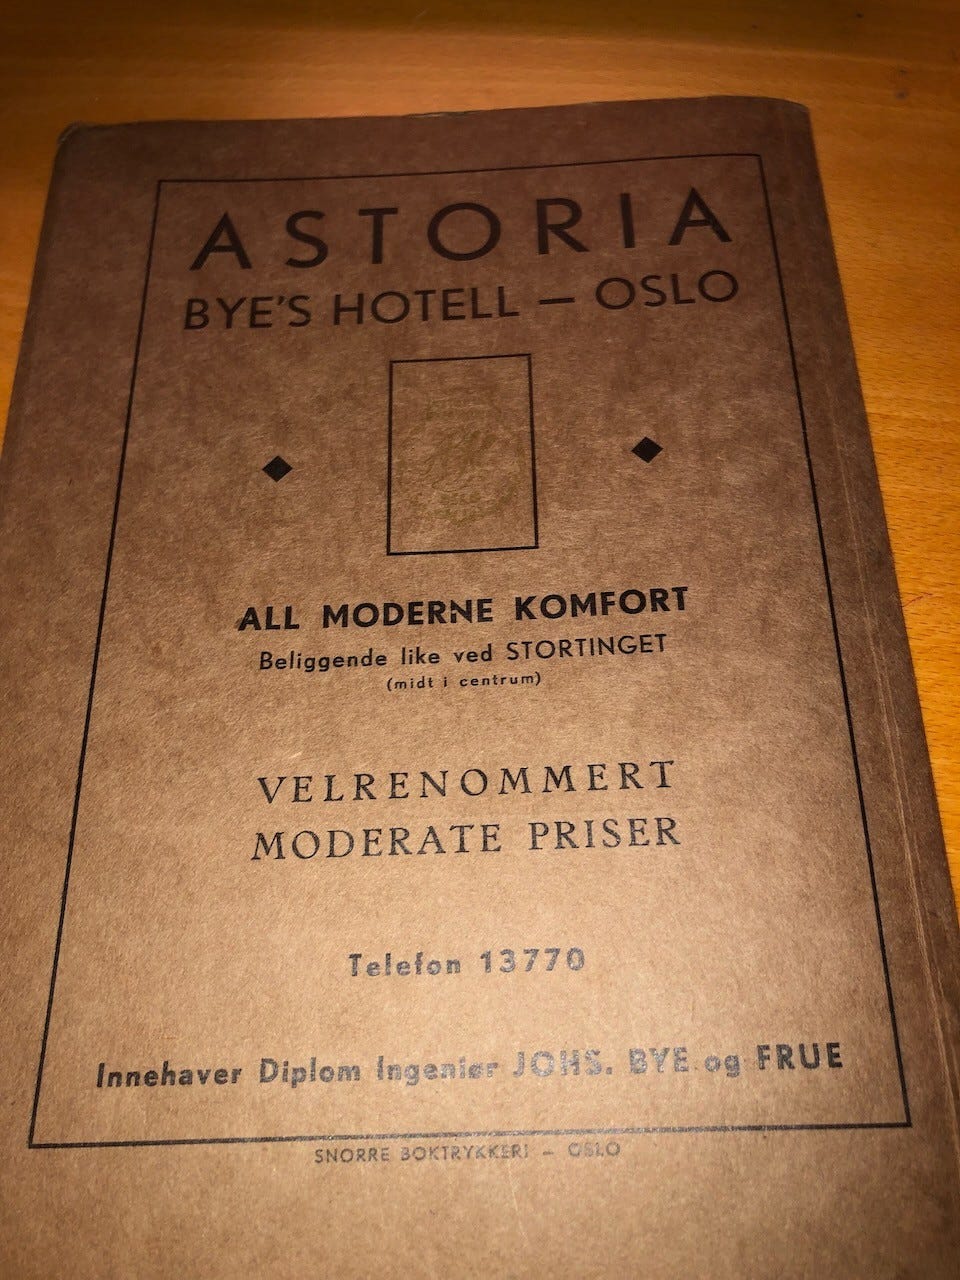 ASTORIA
BYE'S HOTELL – OSLO
ALL MODERNE KOMFORT
Beliggende like ved STORTINGET
(midt i centrum)
VELRENOMMERT
MODERATE PRISER
Telefon 13770
Innehaver Diplom Ingeniør JOHS. BYE og FRUE
SNORRE BOKTRYKKERI – OSLO